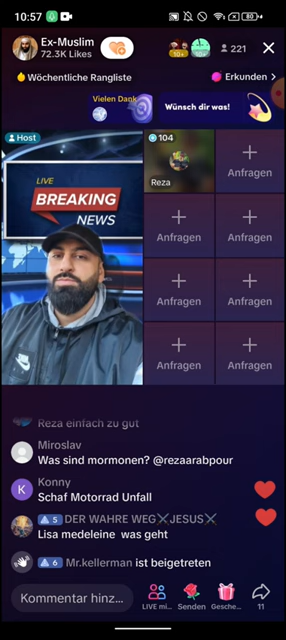 10:57
80
Ex-Muslim
72.3K Likes
10+
10+
221
Wöchentliche Rangliste
Erkunden >
Vielen Dank
Wünsch dir was!
Host
LIVE
BREAKING
NEWS
104
Reza
Anfragen
Anfragen
Anfragen
Anfragen
Anfragen
Anfragen
Anfragen
Reza einfach zu gut
Miroslav
Was sind mormonen? @rezaarabpour
K Konny
Schaf Motorrad Unfall
5 DER WAHRE WEG⚔JESUS⚔
Lisa medeleine was geht
6 Mr.kellerman ist beigetreten
Kommentar hinz...
LIVE mi...
Senden
Gesche...
11